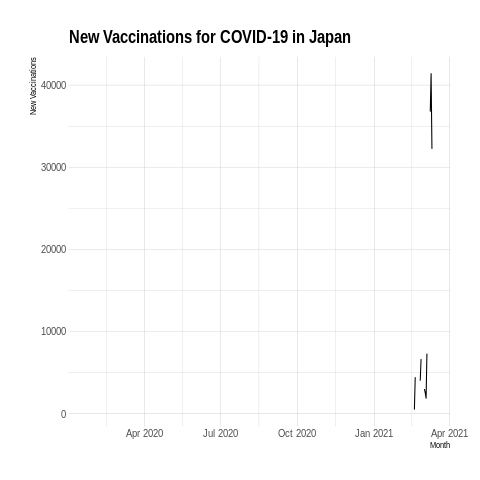 New Vaccinations for COVID-19 in Japan
New Vaccinations
40000
30000
20000
10000
0
Apr 2020 Jul 2020 Oct 2020 Jan 2021 Apr 2021
Month